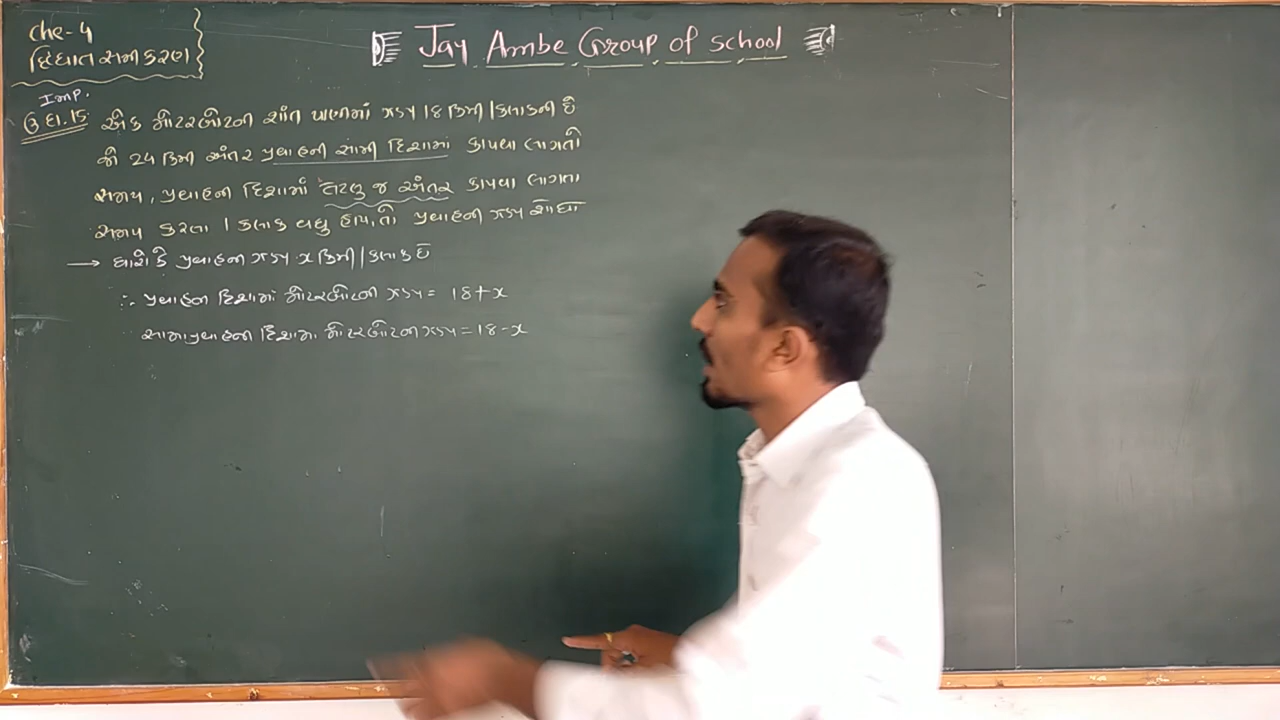 che-4
દ્વિઘાત સમીકરણ
Jay Ambe Group of school
Imp.
ઉદા.15 એક મોટરબોટની શાંત પાણીમાં ઝડપ 18 કિમી/કલાકની છે
જો 24 કિમી અંતર પ્રવાહની સામી દિશામાં કાપવા લાગતો
સમય, પ્રવાહની દિશામાં તેટલુ જ અંતર કાપવા લાગતા
સમય કરતા 1 કલાક વધુ હોય,તો પ્રવાહની ઝડપ શોધો
→ ધારો કે પ્રવાહની ઝડપ x કિમી/કલાક છે
∴ પ્રવાહની દિશામાં મોટરબોટની ઝડપ = 18+x
સામાપ્રવાહની દિશામાં મોટરબોટની ઝડપ = 18-x